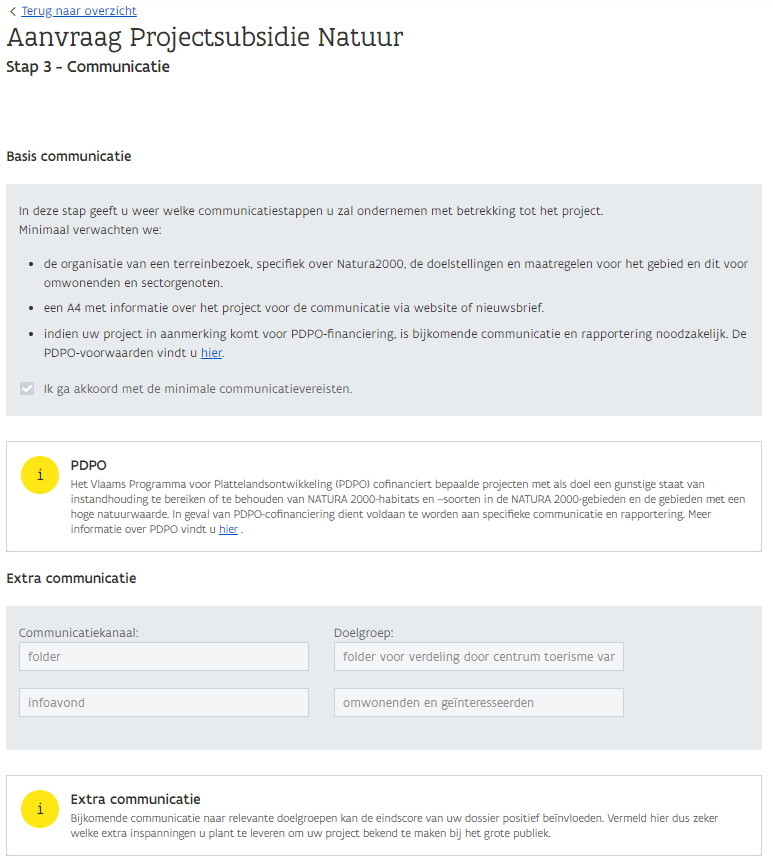 Terug naar overzicht
Aanvraag Projectsubsidie Natuur
Stap 3 - Communicatie
Basis communicatie
In deze stap geeft u weer welke communicatiestappen u zal ondernemen met betrekking tot het project.
Minimaal verwachten we:
• de organisatie van een terreinbezoek, specifiek over Natura2000, de doelstellingen en maatregelen voor het gebied en dit voor
omwonenden en sectorgenoten.
• een A4 met informatie over het project voor de communicatie via website of nieuwsbrief.
• indien uw project in aanmerking komt voor PDPO-financiering, is bijkomende communicatie en rapportering noodzakelijk. De
PDPO-voorwaarden vindt u hier.
Ik ga akkoord met de minimale communicatievereisten.
i
PDPO
Het Vlaams Programma voor Plattelandsontwikkeling (PDPO) cofinanciert bepaalde projecten met als doel een gunstige staat van
instandhouding te bereiken of te behouden van NATURA 2000-habitats en –soorten in de NATURA 2000-gebieden en de gebieden met een
hoge natuurwaarde. In geval van PDPO-cofinanciering dient voldaan te worden aan specifieke communicatie en rapportering. Meer
informatie over PDPO vindt u hier .
Extra communicatie
Communicatiekanaal: Doelgroep:
folder folder voor verdeling door centrum toerisme var
infoavond omwonenden en geïnteresseerden
i
Extra communicatie
Bijkomende communicatie naar relevante doelgroepen kan de eindscore van uw dossier positief beïnvloeden. Vermeld hier dus zeker
welke extra inspanningen u plant te leveren om uw project bekend te maken bij het grote publiek.